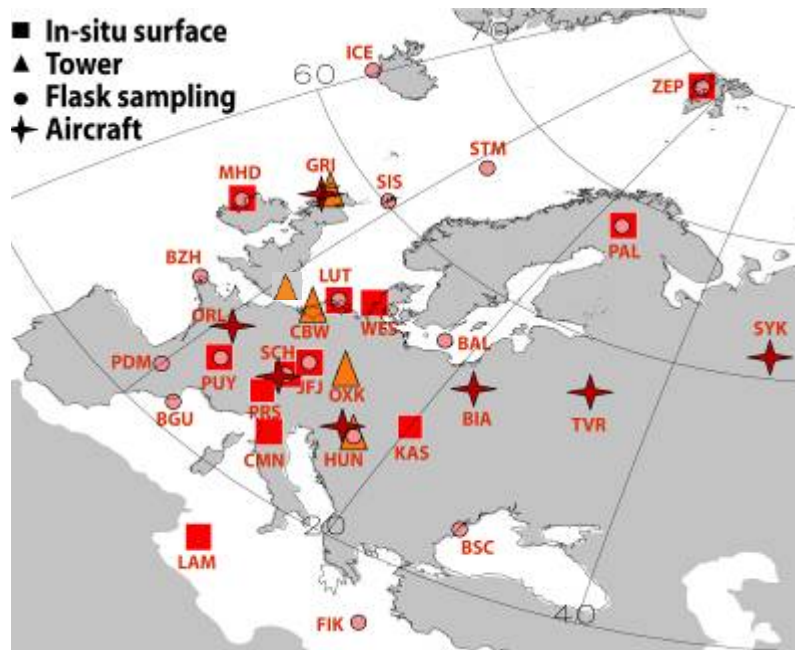 In-situ surface
Tower
Flask sampling
Aircraft
ICE
70
60
ZEP
STM
GRI
MHD
SIS
PAL
BZH
LUT
ORL
CBW
WES
BAL
SYK
PDM
SCH
PUY
JFJ
OXK
PRS
BGU
BIA
TVR
CMN
HUN
KAS
20
BSC
LAM
40
FIK